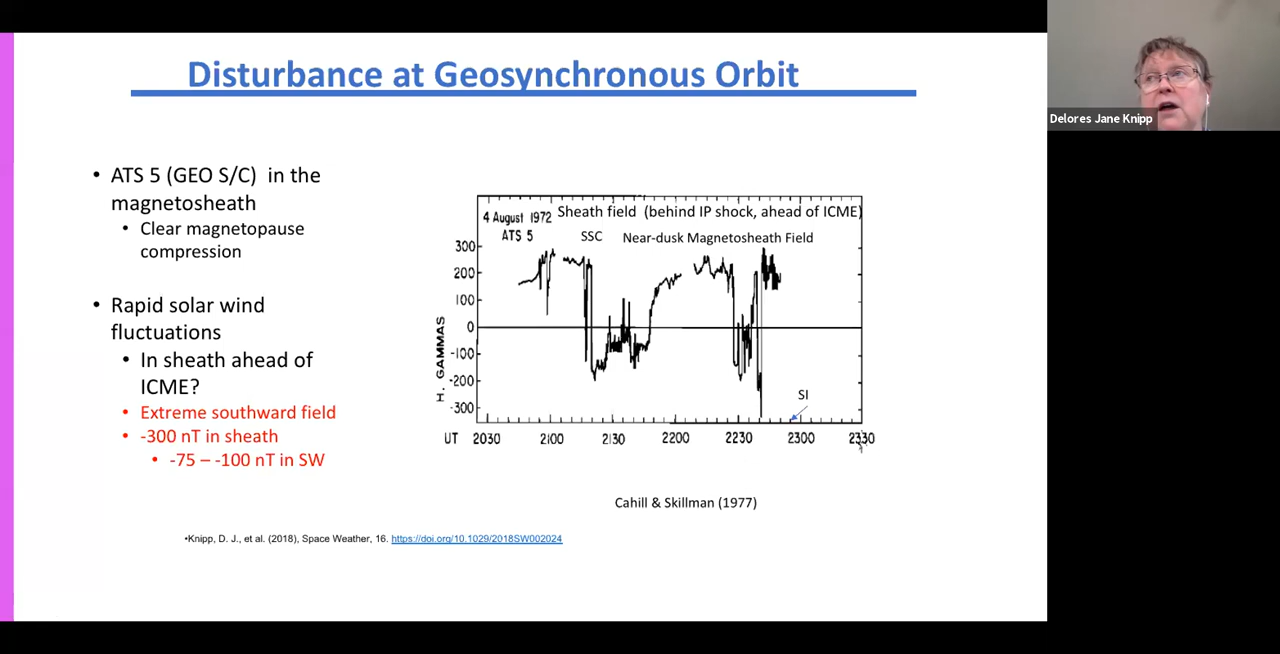 Disturbance at Geosynchronous Orbit
Delores Jane Knipp
• ATS 5 (GEO S/C) in the
magnetosheath
• Clear magnetopause
compression
• Rapid solar wind
fluctuations
• In sheath ahead of
ICME?
• Extreme southward field
• -300 nT in sheath
• -75 – -100 nT in SW
4 August 1972 Sheath field (behind IP shock, ahead of ICME)
ATS 5 SSC Near-dusk Magnetosheath Field
H. GAMMAS
300
200
100
0
-100
-200
-300
SI
UT 2030 2100 2130 2200 2230 2300 2330
Cahill & Skillman (1977)
•Knipp, D. J., et al. (2018), Space Weather, 16. https://doi.org/10.1029/2018SW002024